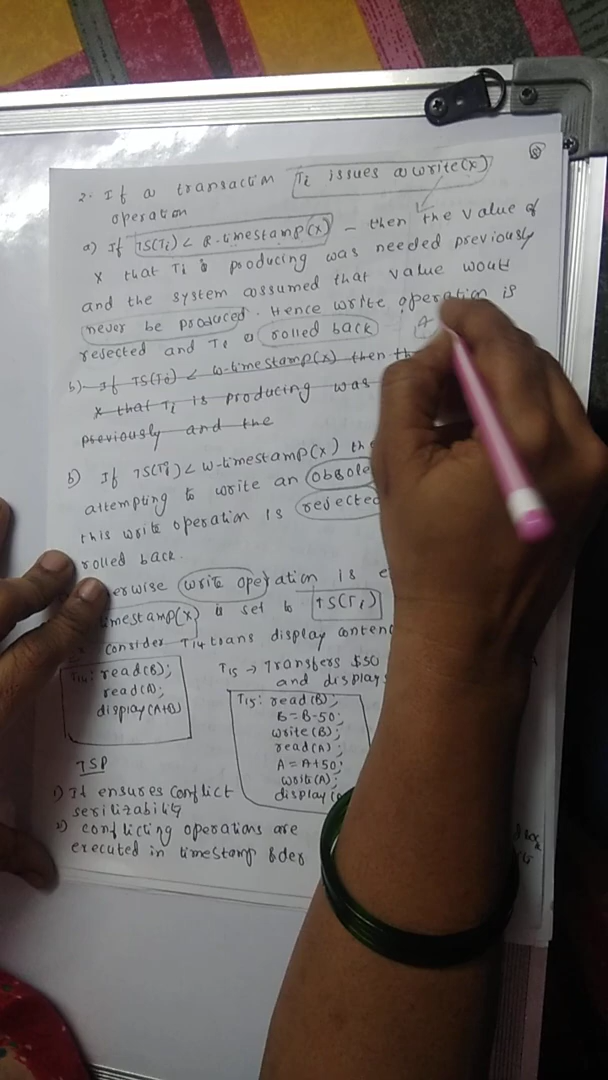 8
2. If a transaction Ti issues a write(x)
operation
a) If TS(Ti) < R-timestamp(x) - then the value of
x that Ti is producing was needed previously
and the system assumed that value would
never be produced. Hence write operation is
rejected and Ti is rolled back
b) If TS(Ti) < W-timestamp(x) then th
x that Ti is producing was
previously and the
b) If TS(Ti) < W-timestamp(x) the
attempting to write an obsole
this write operation is rejected
rolled back.
erwise write operation is e
timestamp(x) is set to TS(Ti)
consider T14 trans display conten
T14: read(B);
read(A);
display(A+B)
T15 → Transfers $50
and display
T15: read(B);
B=B-50;
write(B);
read(A);
A=A+50;
write(A);
display(
TSP
1) It ensures conflict
serilizability
2) conflicting operations are
executed in timestamp order